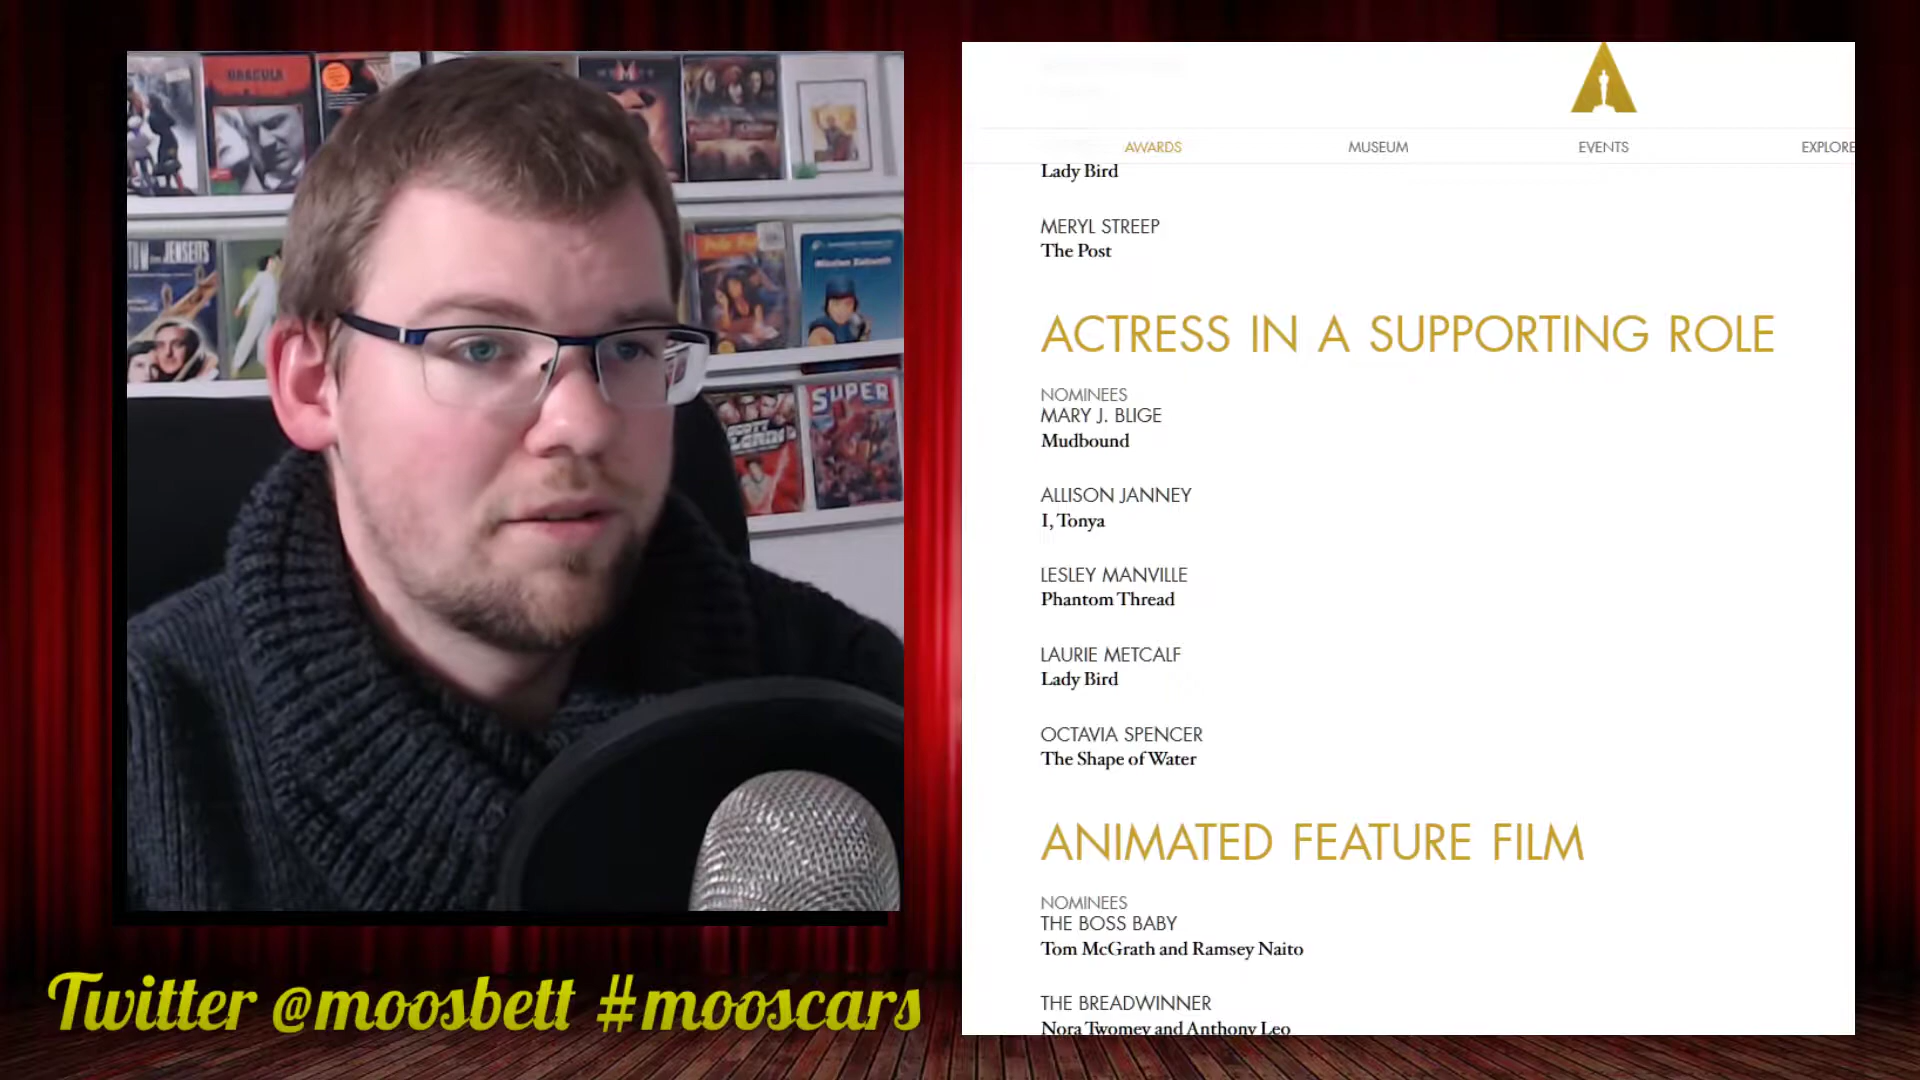 DRACULA
JENSEITS
SUPER
AWARDS
MUSEUM
EVENTS
EXPLORE
Lady Bird
MERYL STREEP
The Post
ACTRESS IN A SUPPORTING ROLE
NOMINEES
MARY J. BLIGE
Mudbound
ALLISON JANNEY
I, Tonya
LESLEY MANVILLE
Phantom Thread
LAURIE METCALF
Lady Bird
OCTAVIA SPENCER
The Shape of Water
ANIMATED FEATURE FILM
NOMINEES
THE BOSS BABY
Tom McGrath and Ramsey Naito
THE BREADWINNER
Nora Twomey and Anthony Leo
Twitter @moosbett #mooscars